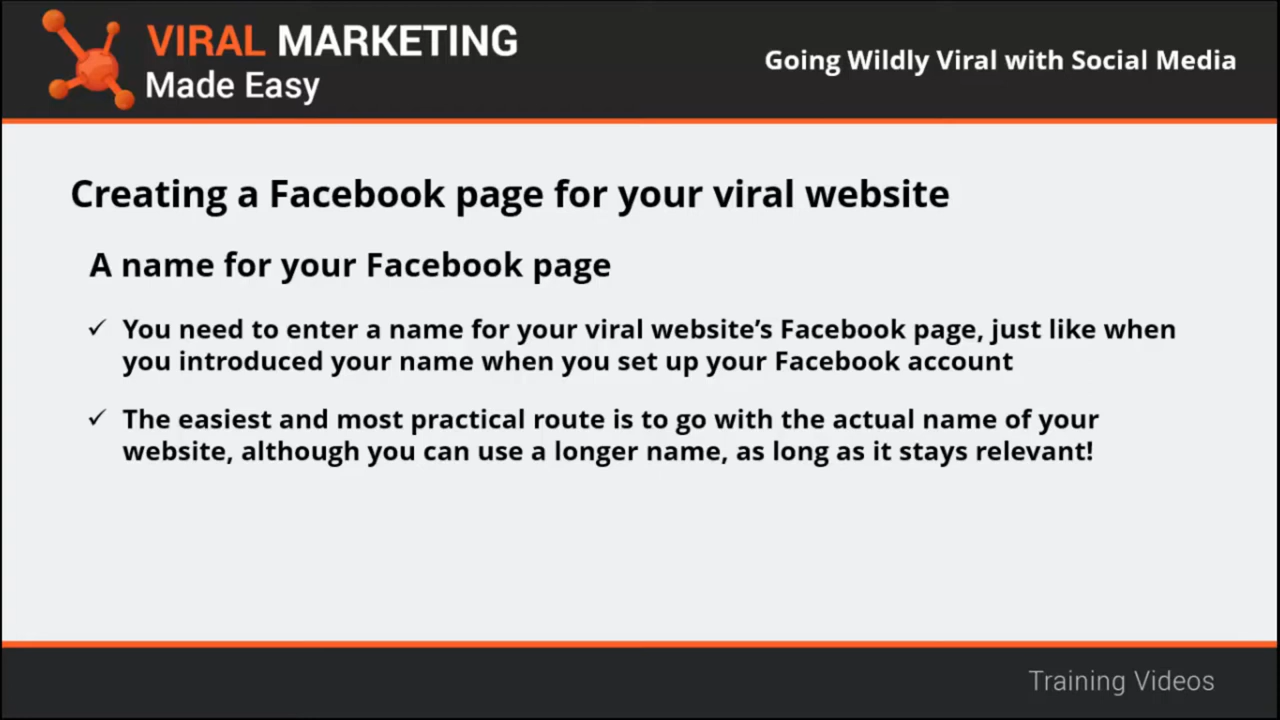 VIRAL MARKETING
Made Easy
Going Wildly Viral with Social Media
Creating a Facebook page for your viral website
A name for your Facebook page
✓ You need to enter a name for your viral website’s Facebook page, just like when
you introduced your name when you set up your Facebook account
✓ The easiest and most practical route is to go with the actual name of your
website, although you can use a longer name, as long as it stays relevant!
Training Videos